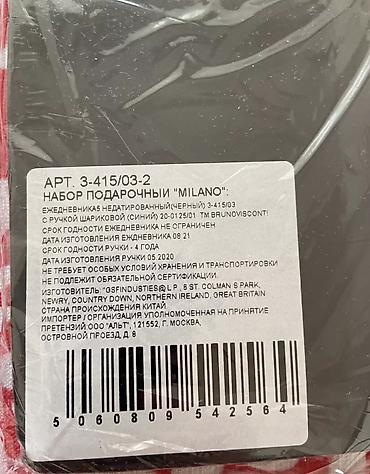 АРТ. 3-415/03-2
НАБОР ПОДАРОЧНЫЙ "MILANO":
ЕЖЕДНЕВНИКА5 НЕДАТИРОВАННЫЙ(ЧЕРНЫЙ) 3-415/03
С РУЧКОЙ ШАРИКОВОЙ (СИНИЙ) 20-0125/01 ТМ BRUNOVISCONTI
СРОК ГОДНОСТИ ЕЖЕДНЕВНИКА НЕ ОГРАНИЧЕН
ДАТА ИЗГОТОВЛЕНИЯ ЕЖДНЕВНИКА 08.21
СРОК ГОДНОСТИ РУЧКИ - 4 ГОДА
ДАТА ИЗГОТОВЛЕНИЯ РУЧКИ 05.2020
НЕ ТРЕБУЕТ ОСОБЫХ УСЛОВИЙ ХРАНЕНИЯ И ТРАНСПОРТИРОВКИ
НЕ ПОДЛЕЖИТ ОБЯЗАТЕЛЬНОЙ СЕРТИФИКАЦИИ.
ИЗГОТОВИТЕЛЬ: "OSFINDUSTIES@ L.P., 8 ST. COLMAN S PARK,
NEWRY, COUNTRY DOWN, NORTHERN IRELAND, GREAT BRITAIN
СТРАНА ПРОИСХОЖДЕНИЯ КИТАЙ
ИМПОРТЕР / ОРГАНИЗАЦИЯ УПОЛНОМОЧЕННАЯ НА ПРИНЯТИЕ
ПРЕТЕНЗИЙ ООО "АЛЬТ", 121552, Г. МОСКВА,
ОСТРОВНОЙ ПРОЕЗД, Д. 8
5 060809 542564